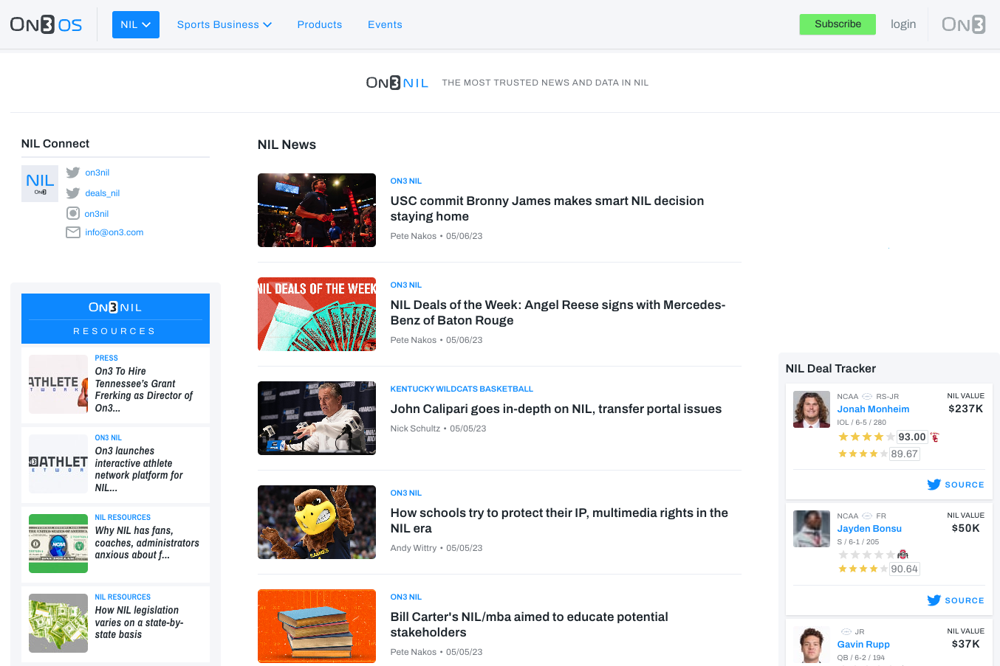 ON3 OS
NIL
Sports Business
Products
Events
Subscribe
login
ON3
ON3 NIL
THE MOST TRUSTED NEWS AND DATA IN NIL
NIL Connect
NIL
ON3
on3nil
deals_nil
on3nil
info@on3.com
ON3 NIL
RESOURCES
PRESS
On3 To Hire
Tennessee's Grant
Frerking as Director of
On3...
ON3 NIL
On3 launches
interactive athlete
network platform for
NIL...
NIL RESOURCES
Why NIL has fans,
coaches, administrators
anxious about f...
NIL RESOURCES
How NIL legislation
varies on a state-by-
state basis
NIL News
ON3 NIL
USC commit Bronny James makes smart NIL decision
staying home
Pete Nakos • 05/06/23
NIL DEALS OF THE WEEK
ON3 NIL
NIL Deals of the Week: Angel Reese signs with Mercedes-
Benz of Baton Rouge
Pete Nakos • 05/06/23
KENTUCKY WILDCATS BASKETBALL
John Calipari goes in-depth on NIL, transfer portal issues
Nick Schultz • 05/05/23
ON3 NIL
How schools try to protect their IP, multimedia rights in the
NIL era
Andy Wittry • 05/05/23
ON3 NIL
Bill Carter's NIL/mba aimed to educate potential
stakeholders
Pete Nakos • 05/05/23
NIL Deal Tracker
NCAA RS-JR
NIL VALUE
Jonah Monheim
$237K
IOL / 6-5 / 280
93.00
89.67
SOURCE
NCAA FR
NIL VALUE
Jayden Bonsu
$50K
S / 6-1 / 205
90.64
SOURCE
JR
NIL VALUE
Gavin Rupp
$37K
QB / 6-2 / 194